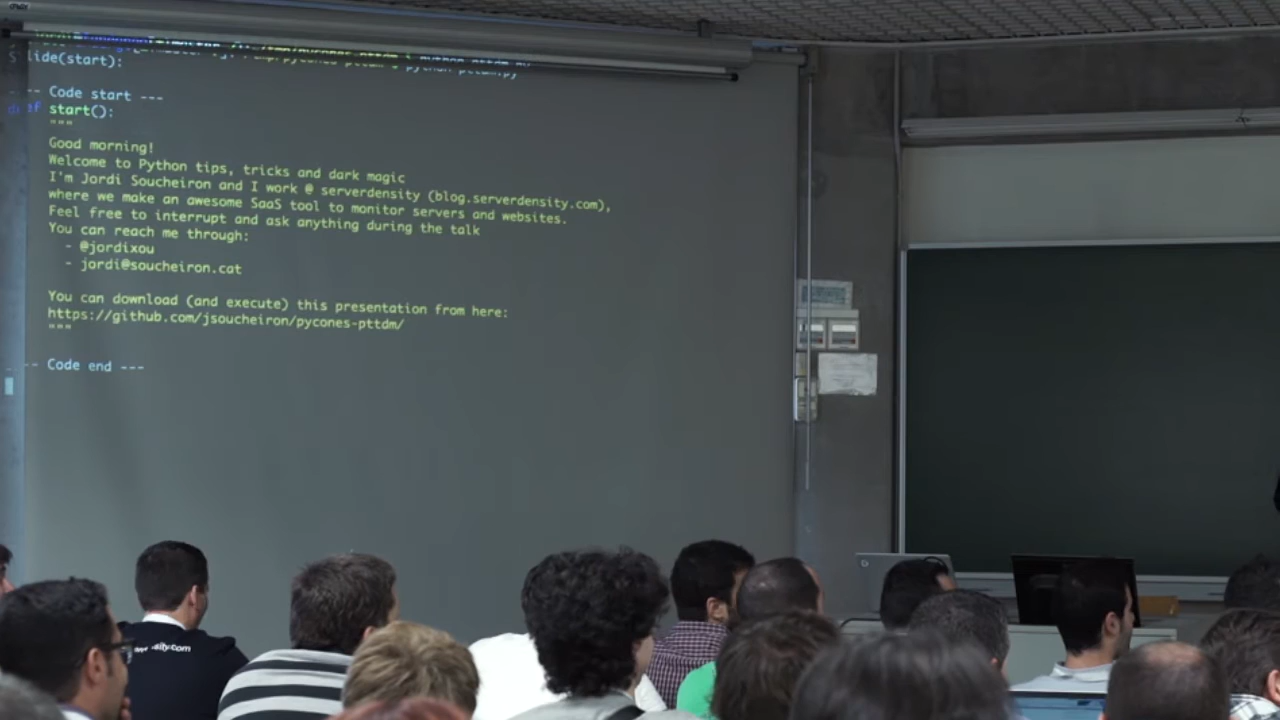 slide(start):
--- Code start ---
def start():
"""
Good morning!
Welcome to Python tips, tricks and dark magic
I'm Jordi Soucheiron and I work @ serverdensity (blog.serverdensity.com),
where we make an awesome SaaS tool to monitor servers and websites.
Feel free to interrupt and ask anything during the talk
You can reach me through:
- @jordixou
- jordi@soucheiron.cat
You can download (and execute) this presentation from here:
https://github.com/jsoucheiron/pycones-pttdm/
"""
--- Code end ---